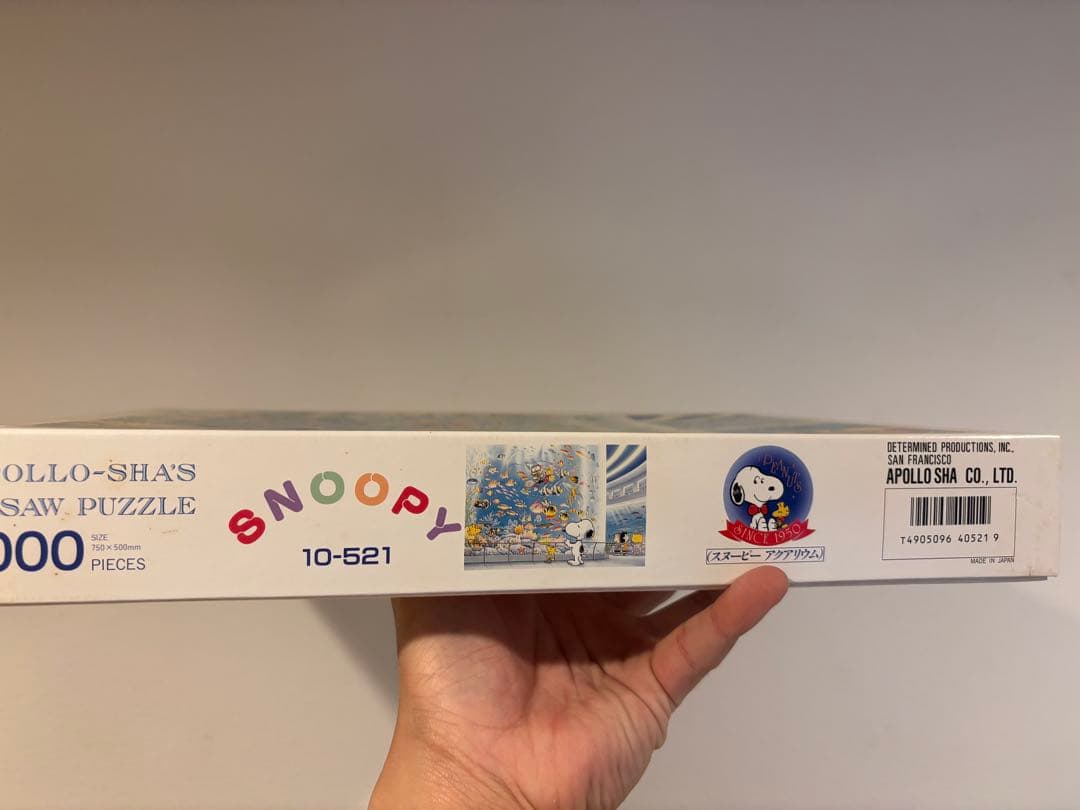 POLLO-SHA'S
SAW PUZZLE
000
SIZE
750×500mm
PIECES
SNOOPY
10-521
PEANUTS
SINCE 1950
(スヌーピー アクアリウム)
DETERMINED PRODUCTIONS, INC.,
SAN FRANCISCO
APOLLO SHA CO., LTD.
T4905096 40521 9
MADE IN JAPAN